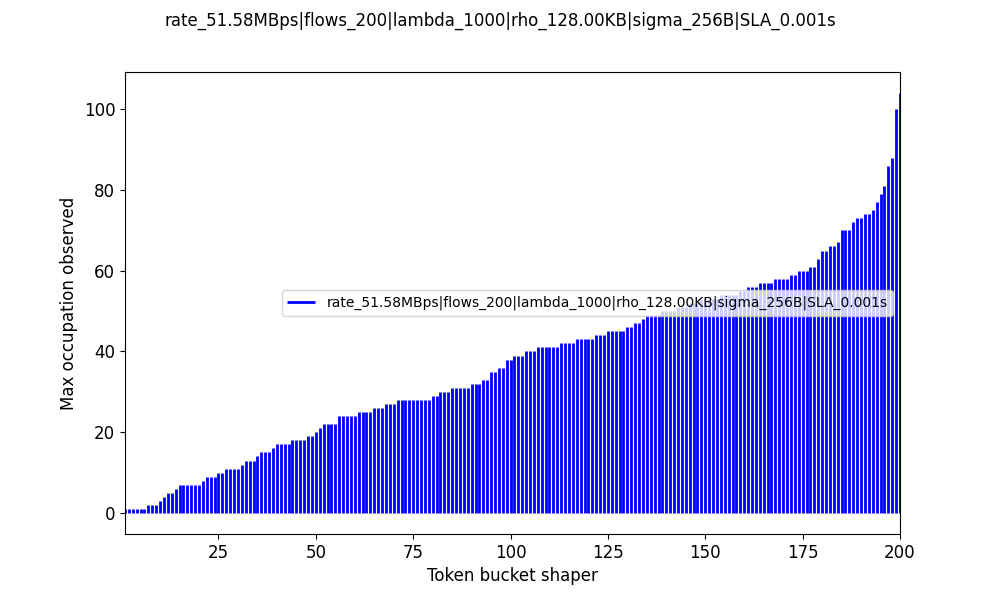 rate_51.58MBps|flows_200|lambda_1000|rho_128.00KB|sigma_256B|SLA_0.001s
100
80
60
40
20
0
Max occupation observed
rate_51.58MBps|flows_200|lambda_1000|rho_128.00KB|sigma_256B|SLA_0.001s
25 50 75 100 125 150 175 200
Token bucket shaper